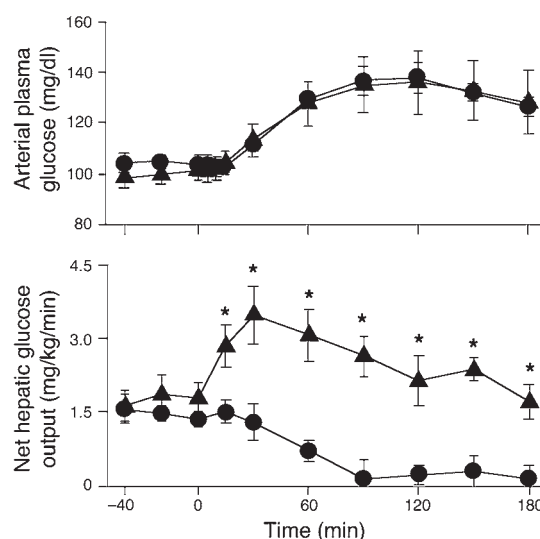 Arterial plasma
glucose (mg/dl)
160
140
120
100
80
Net hepatic glucose
output (mg/kg/min)
4.5
3.0
1.5
0
* * * * * * *
–40 0 60 120 180
Time (min)